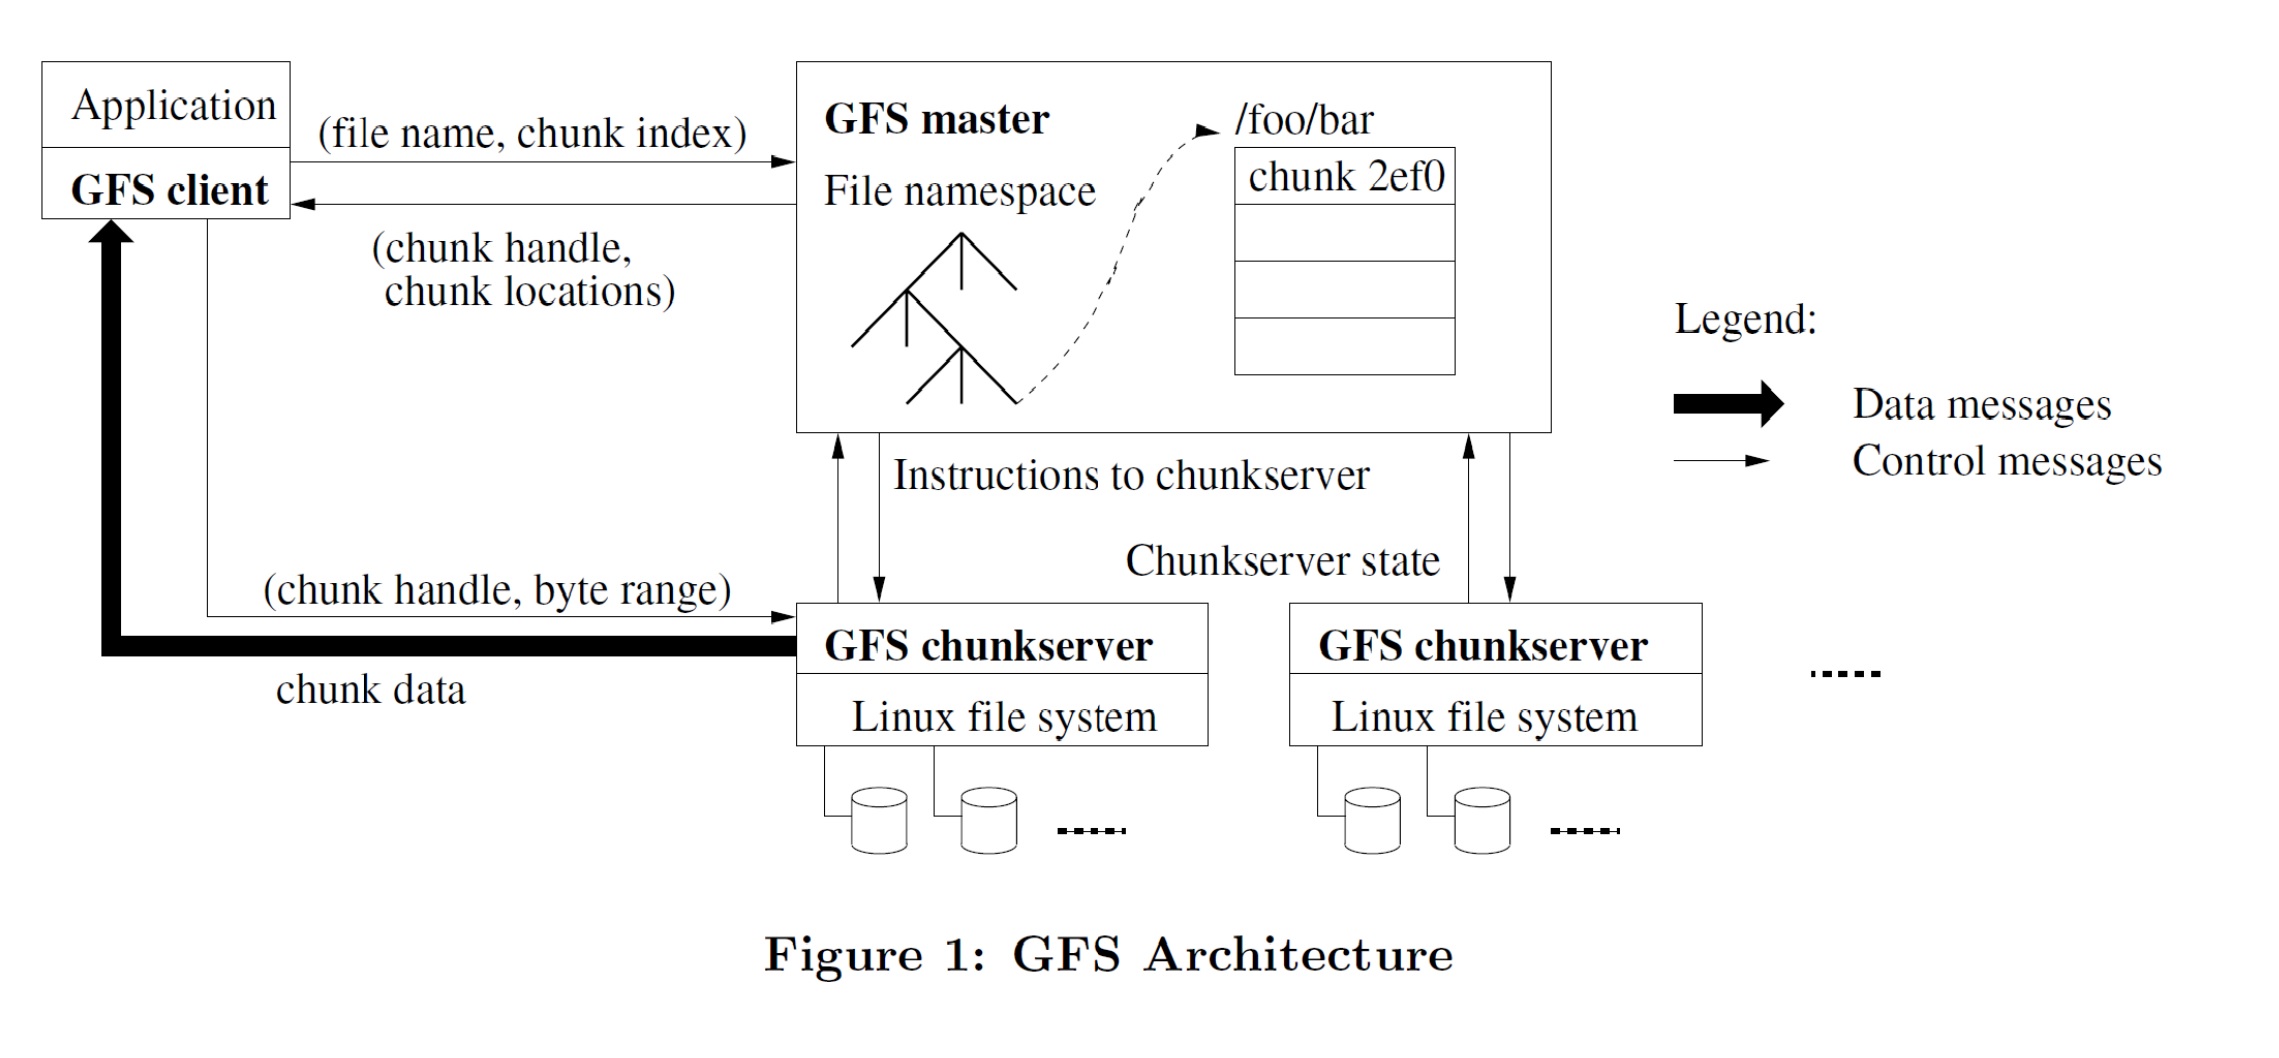 Application
GFS client
(file name, chunk index)
(chunk handle,
chunk locations)
GFS master
File namespace
/foo/bar
chunk 2ef0
Legend:
Data messages
Control messages
Instructions to chunkserver
Chunkserver state
(chunk handle, byte range)
chunk data
GFS chunkserver
Linux file system
GFS chunkserver
Linux file system
Figure 1: GFS Architecture